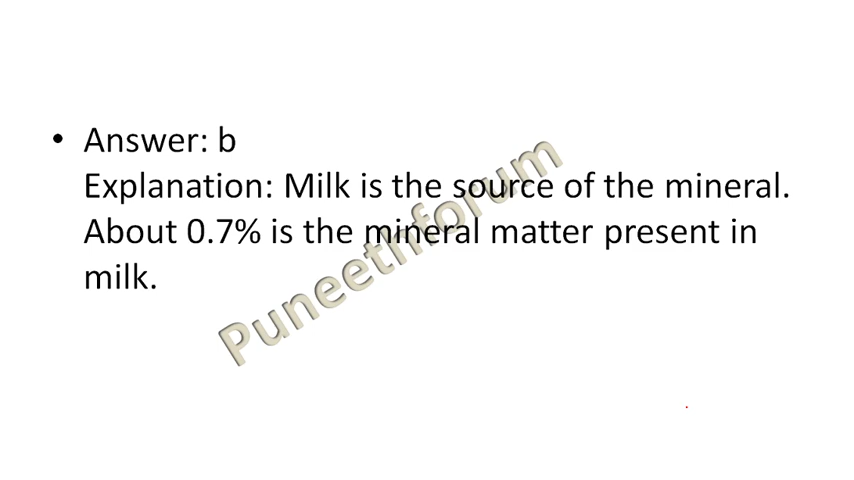 • Answer: b
Explanation: Milk is the source of the mineral.
About 0.7% is the mineral matter present in
milk.
Puneethforum